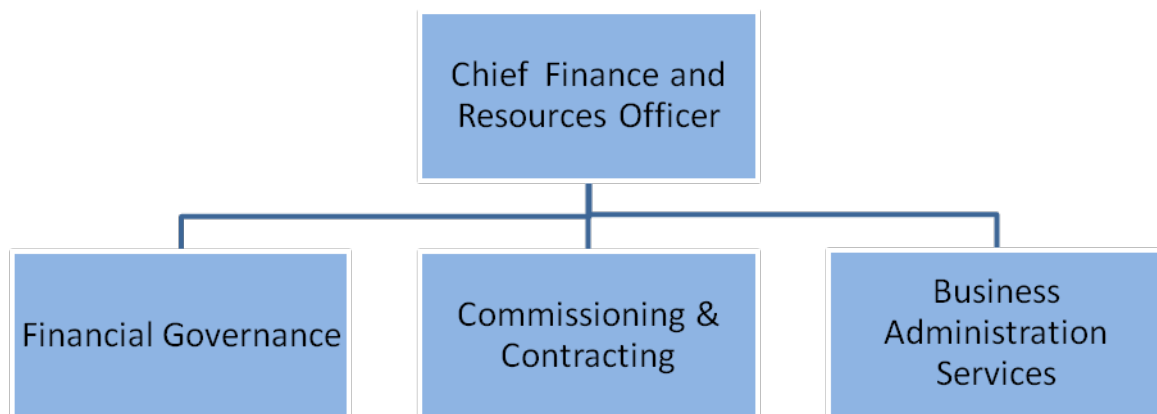 Chief Finance and
Resources Officer
Financial Governance
Commissioning &
Contracting
Business
Administration
Services